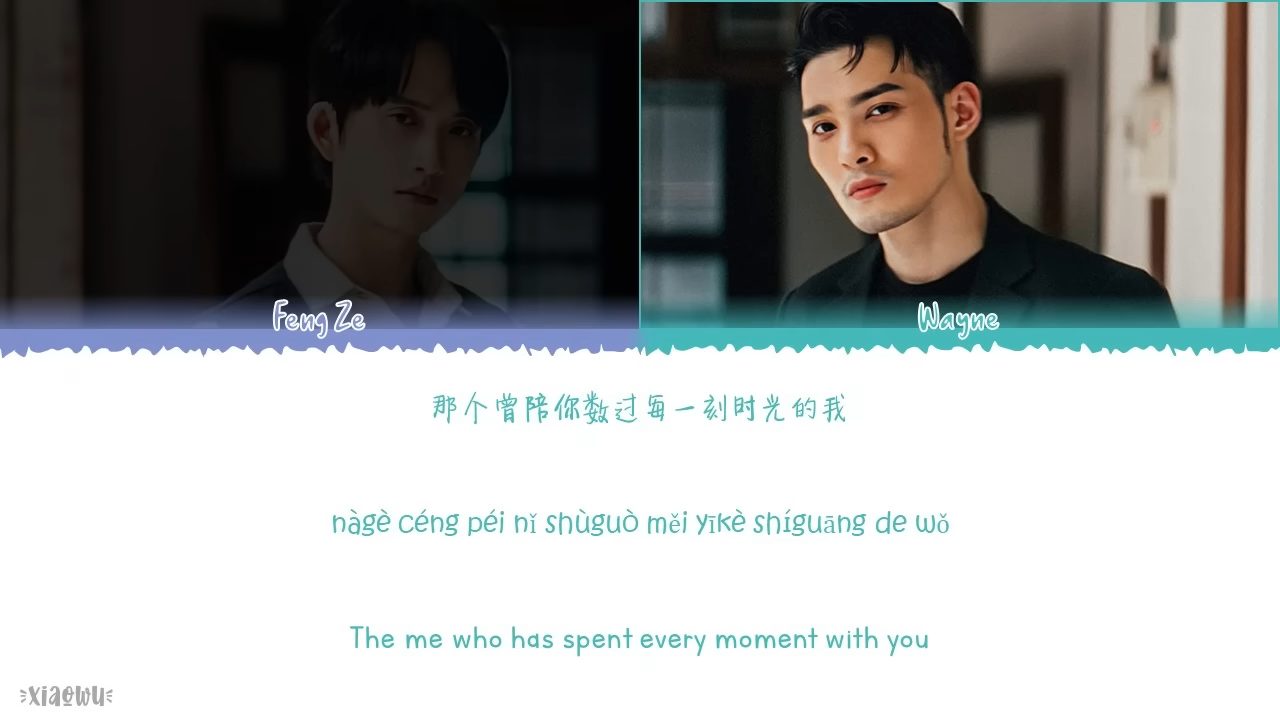 Feng Ze
Wayne
那个曾陪你数过每一刻时光的我
nàgè céng péi nǐ shùguò měi yīkè shíguāng de wǒ
The me who has spent every moment with you
xiaowu